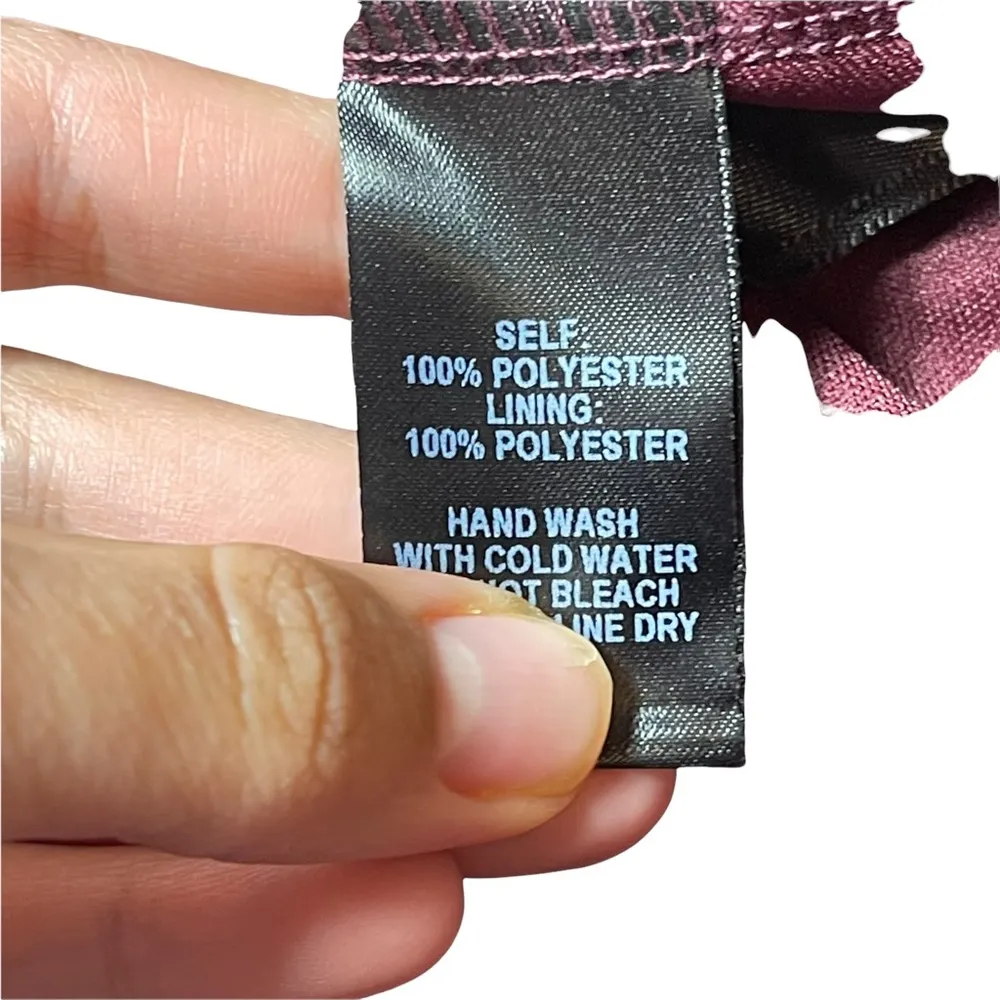 SELF:
100% POLYESTER
LINING:
100% POLYESTER
HAND WASH
WITH COLD WATER
BLEACH
LINE DRY